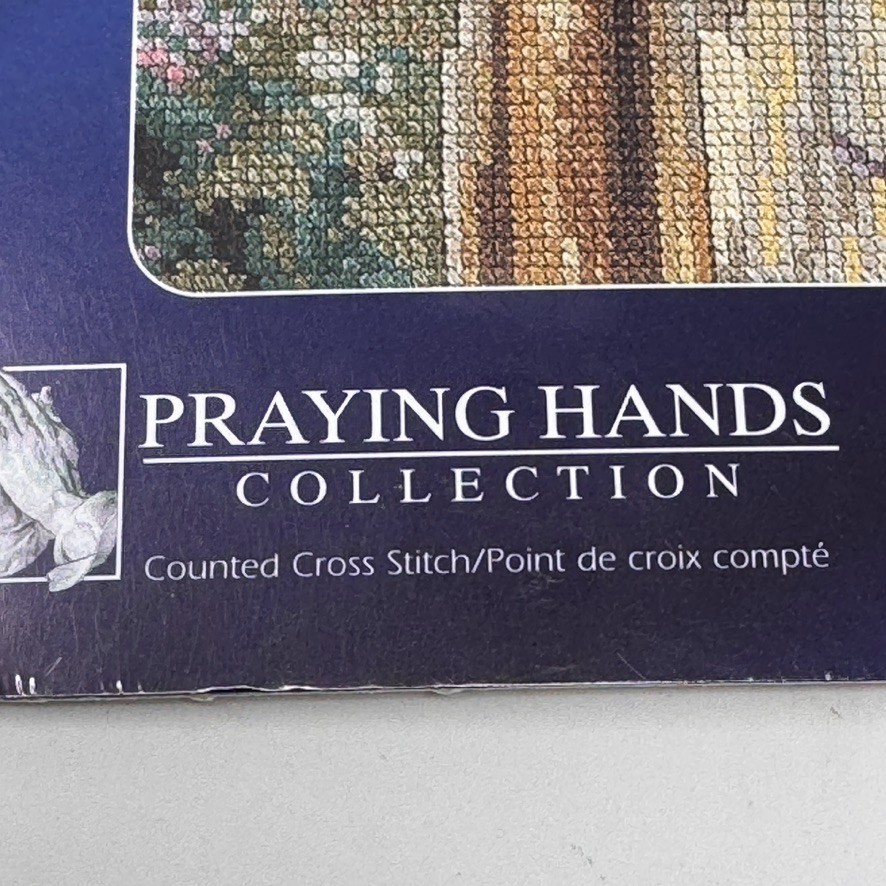 PRAYING HANDS
COLLECTION
Counted Cross Stitch/Point de croix compté